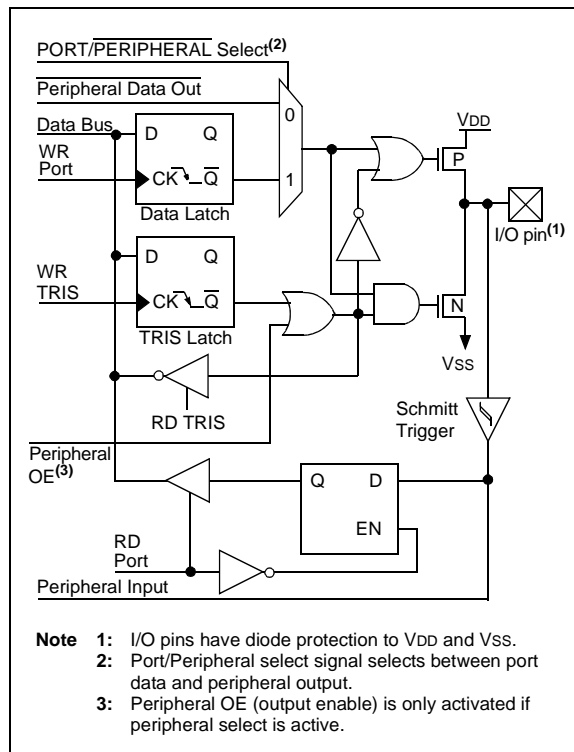 PORT/PERIPHERAL Select(2)
Peripheral Data Out
Data Bus
WR
Port
D Q
CK Q
Data Latch
0
1
VDD
P
I/O pin(1)
WR
TRIS
D Q
CK Q
TRIS Latch
N
VSS
RD TRIS
Schmitt
Trigger
Peripheral
OE(3)
Q D
EN
RD
Port
Peripheral Input
Note 1: I/O pins have diode protection to VDD and VSS.
2: Port/Peripheral select signal selects between port
data and peripheral output.
3: Peripheral OE (output enable) is only activated if
peripheral select is active.